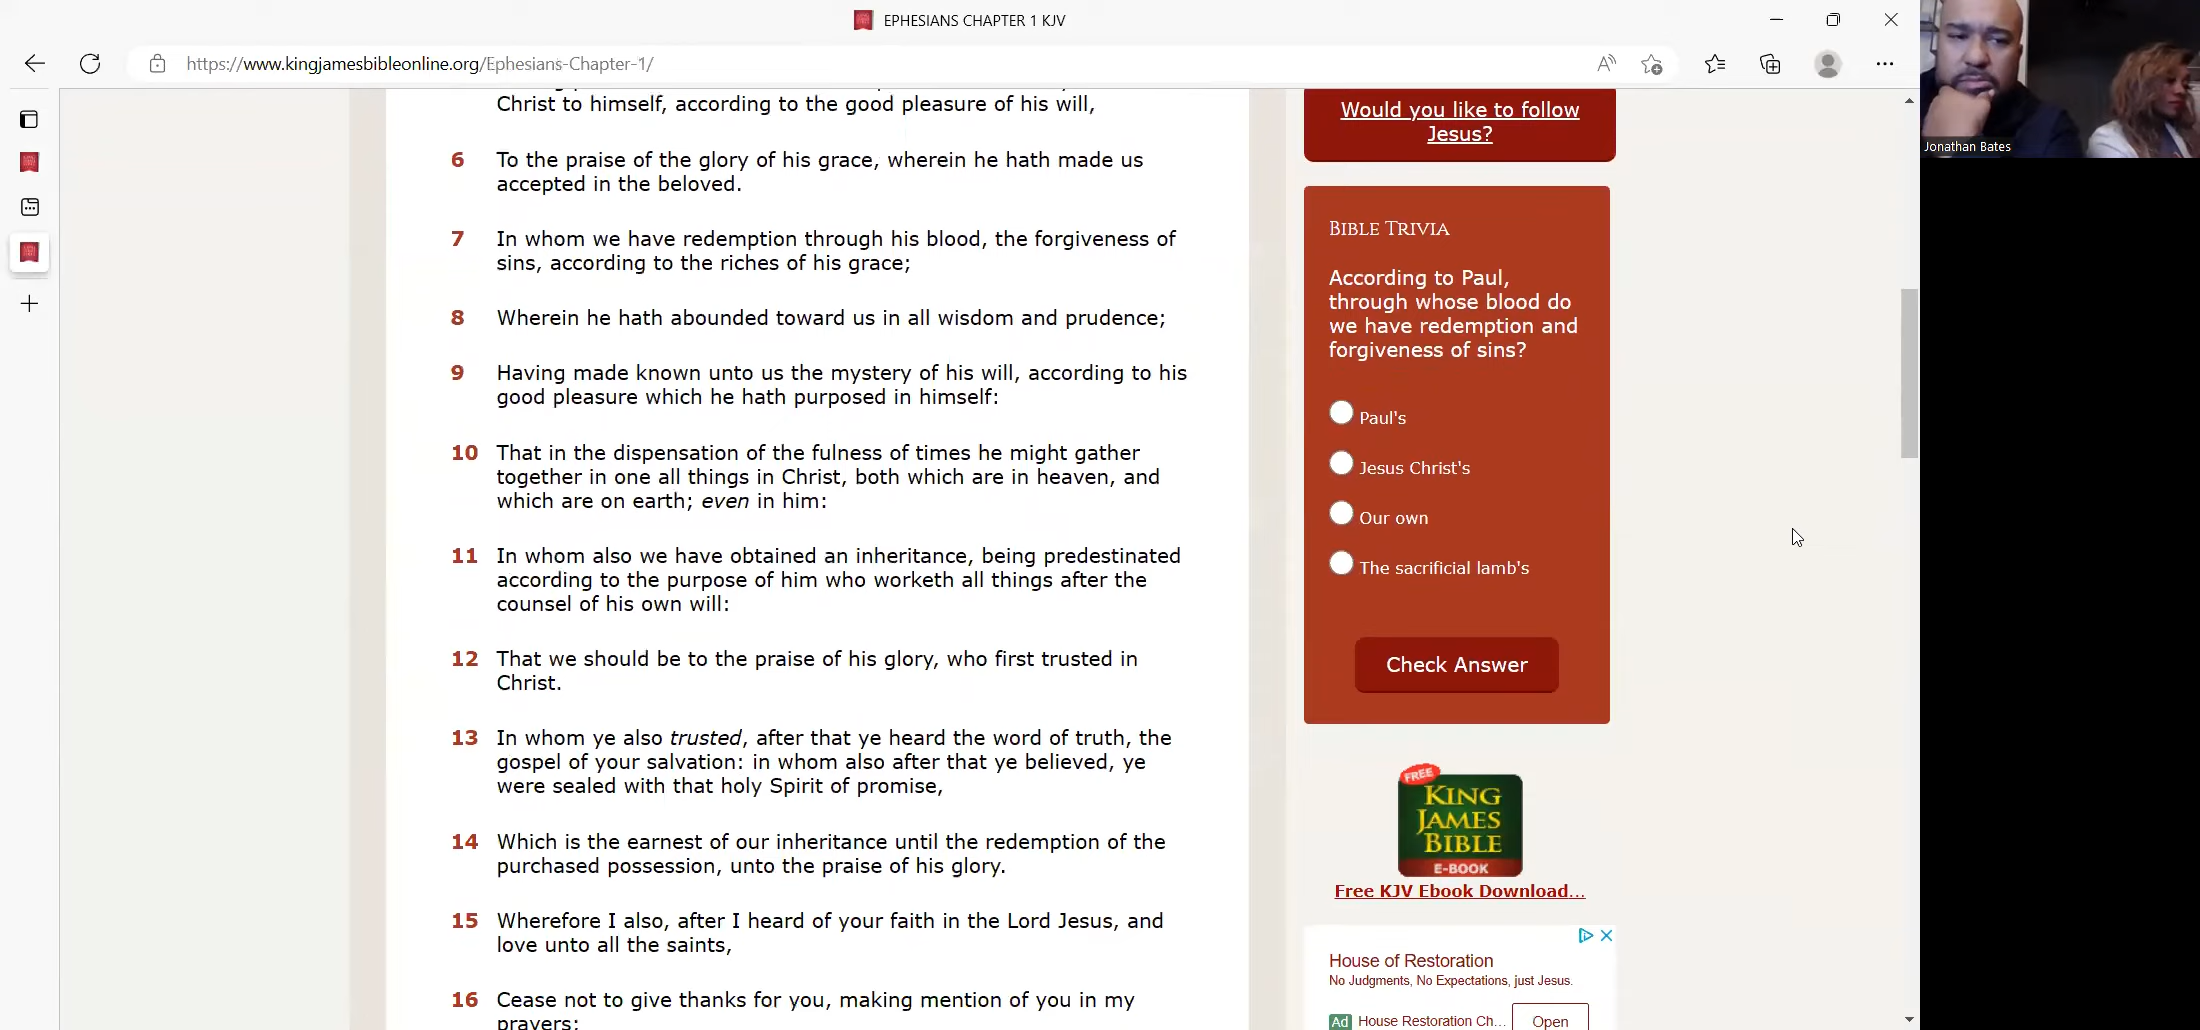 EPHESIANS CHAPTER 1 KJV
https://www.kingjamesbibleonline.org/Ephesians-Chapter-1/
Christ to himself, according to the good pleasure of his will,
6 To the praise of the glory of his grace, wherein he hath made us
accepted in the beloved.
7 In whom we have redemption through his blood, the forgiveness of
sins, according to the riches of his grace;
8 Wherein he hath abounded toward us in all wisdom and prudence;
9 Having made known unto us the mystery of his will, according to his
good pleasure which he hath purposed in himself:
10 That in the dispensation of the fulness of times he might gather
together in one all things in Christ, both which are in heaven, and
which are on earth; even in him:
11 In whom also we have obtained an inheritance, being predestinated
according to the purpose of him who worketh all things after the
counsel of his own will:
12 That we should be to the praise of his glory, who first trusted in
Christ.
13 In whom ye also trusted, after that ye heard the word of truth, the
gospel of your salvation: in whom also after that ye believed, ye
were sealed with that holy Spirit of promise,
14 Which is the earnest of our inheritance until the redemption of the
purchased possession, unto the praise of his glory.
15 Wherefore I also, after I heard of your faith in the Lord Jesus, and
love unto all the saints,
16 Cease not to give thanks for you, making mention of you in my
prayers;
Would you like to follow
Jesus?
BIBLE TRIVIA
According to Paul,
through whose blood do
we have redemption and
forgiveness of sins?
Paul's
Jesus Christ's
Our own
The sacrificial lamb's
Check Answer
FREE
KING
JAMES
BIBLE
E-BOOK
Free KJV Ebook Download...
House of Restoration
No Judgments, No Expectations, just Jesus.
Ad House Restoration Ch...
Open
Jonathan Bates